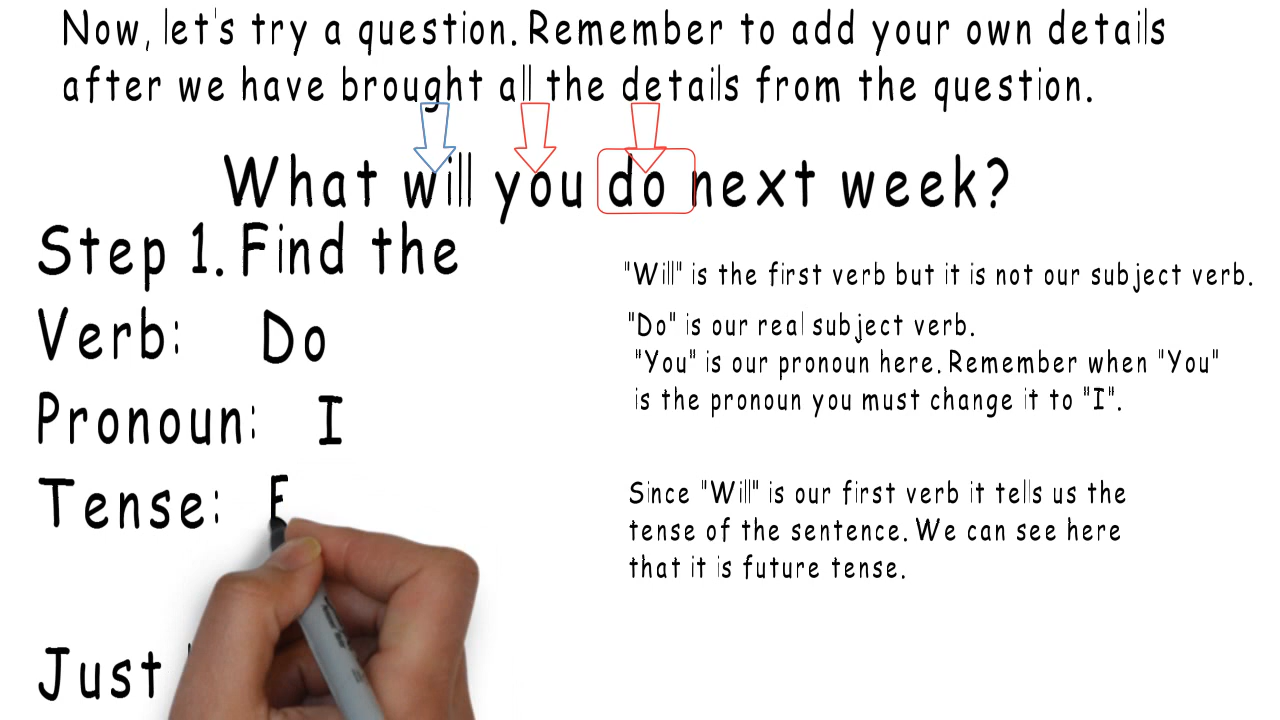 Now, let's try a question. Remember to add your own details
after we have brought all the details from the question.
What will you do next week?
Step 1. Find the
Verb: Do
Pronoun: I
Tense: F
Just
"Will" is the first verb but it is not our subject verb.
"Do" is our real subject verb.
"You" is our pronoun here. Remember when "You"
is the pronoun you must change it to "I".
Since "Will" is our first verb it tells us the
tense of the sentence. We can see here
that it is future tense.